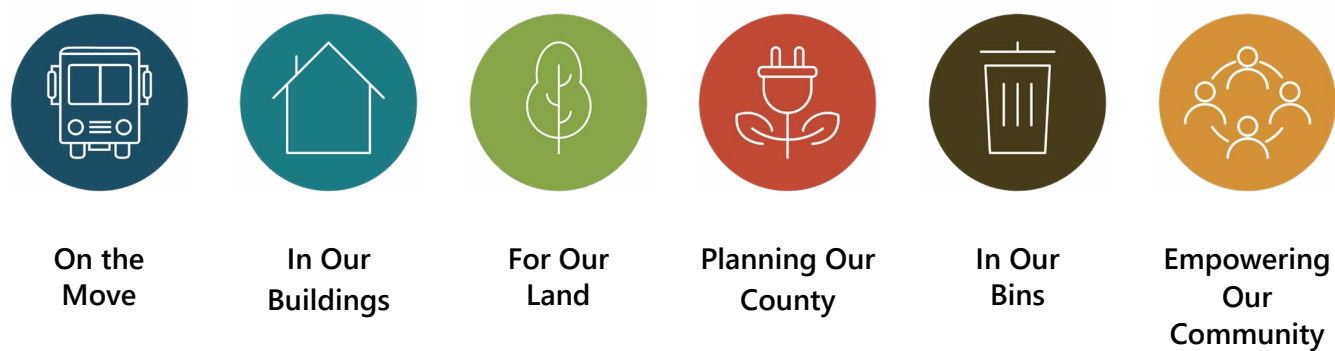 On the
Move
In Our
Buildings
For Our
Land
Planning Our
County
In Our
Bins
Empowering
Our
Community